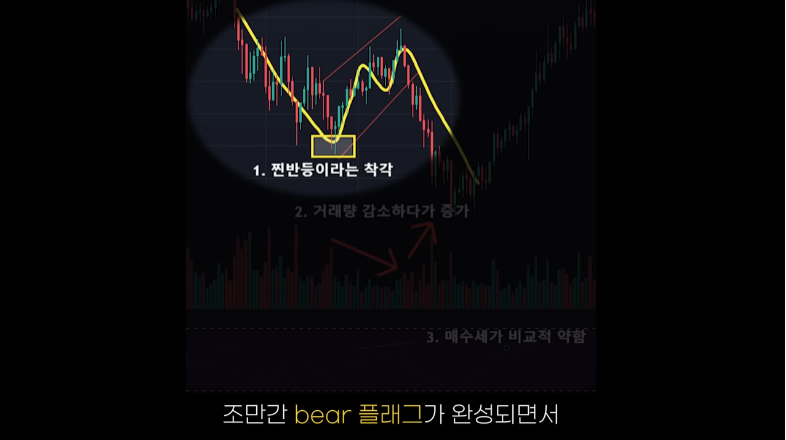 1. 찐반등이라는 착각
2. 거래량 감소하다가 증가
3. 매수세가 비교적 약함
조만간 bear 플래그가 완성되면서